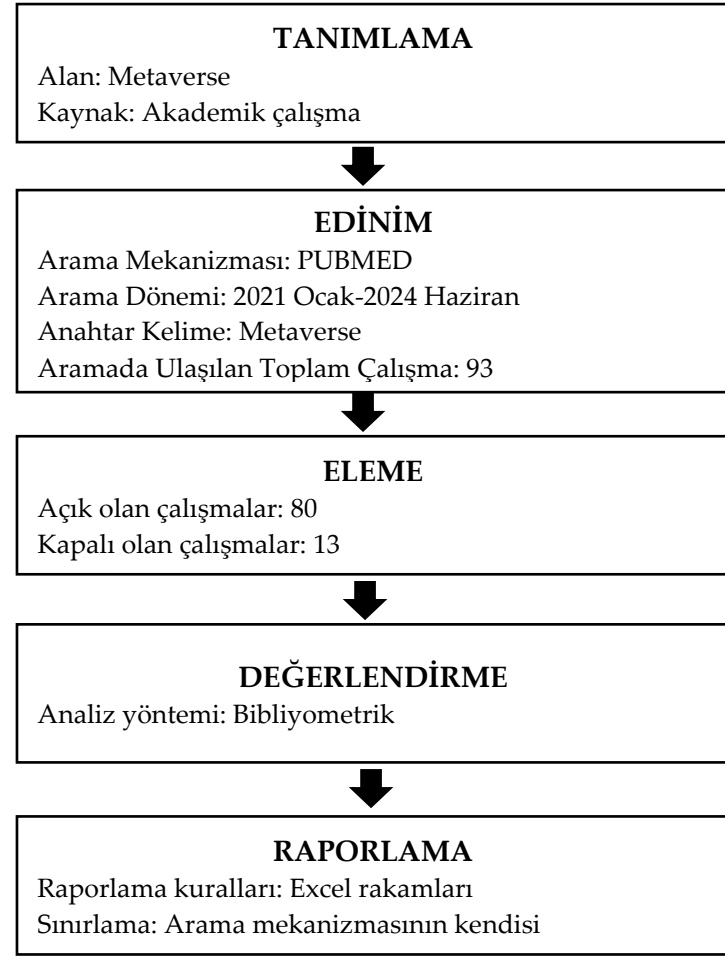 TANIMLAMA
Alan: Metaverse
Kaynak: Akademik çalışma
EDİNİM
Arama Mekanizması: PUBMED
Arama Dönemi: 2021 Ocak-2024 Haziran
Anahtar Kelime: Metaverse
Aramada Ulaşılan Toplam Çalışma: 93
ELEME
Açık olan çalışmalar: 80
Kapalı olan çalışmalar: 13
DEĞERLENDİRME
Analiz yöntemi: Bibliyometrik
RAPORLAMA
Raporlama kuralları: Excel rakamları
Sınırlama: Arama mekanizmasının kendisi